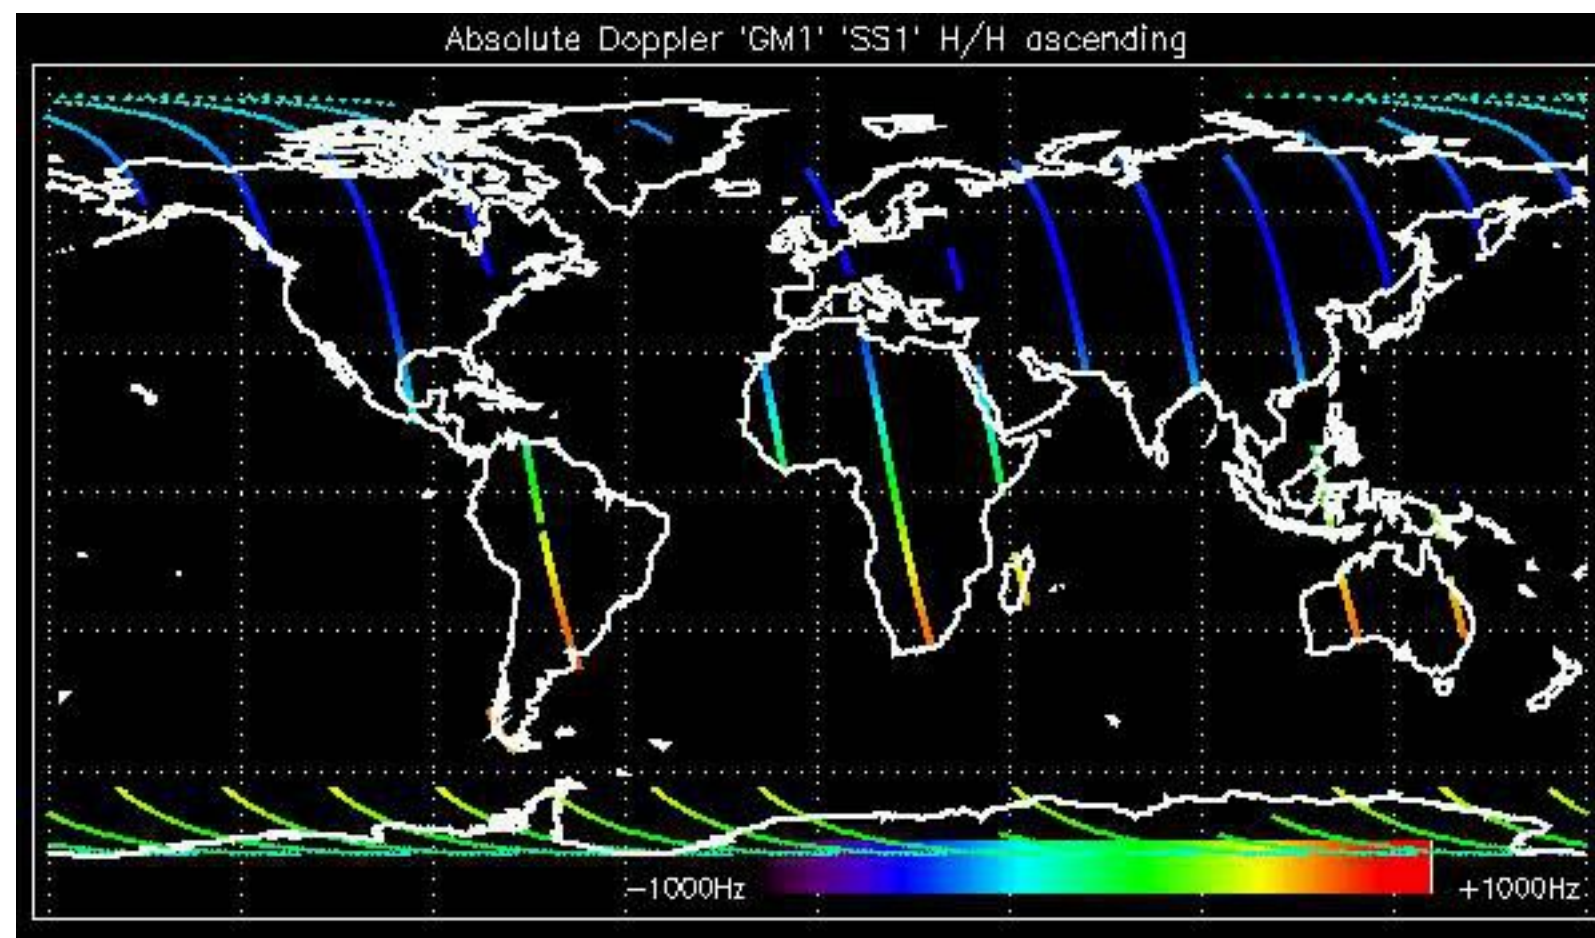 Absolute Doppler 'GM1' 'SS1' H/H ascending
−1000Hz
+1000Hz